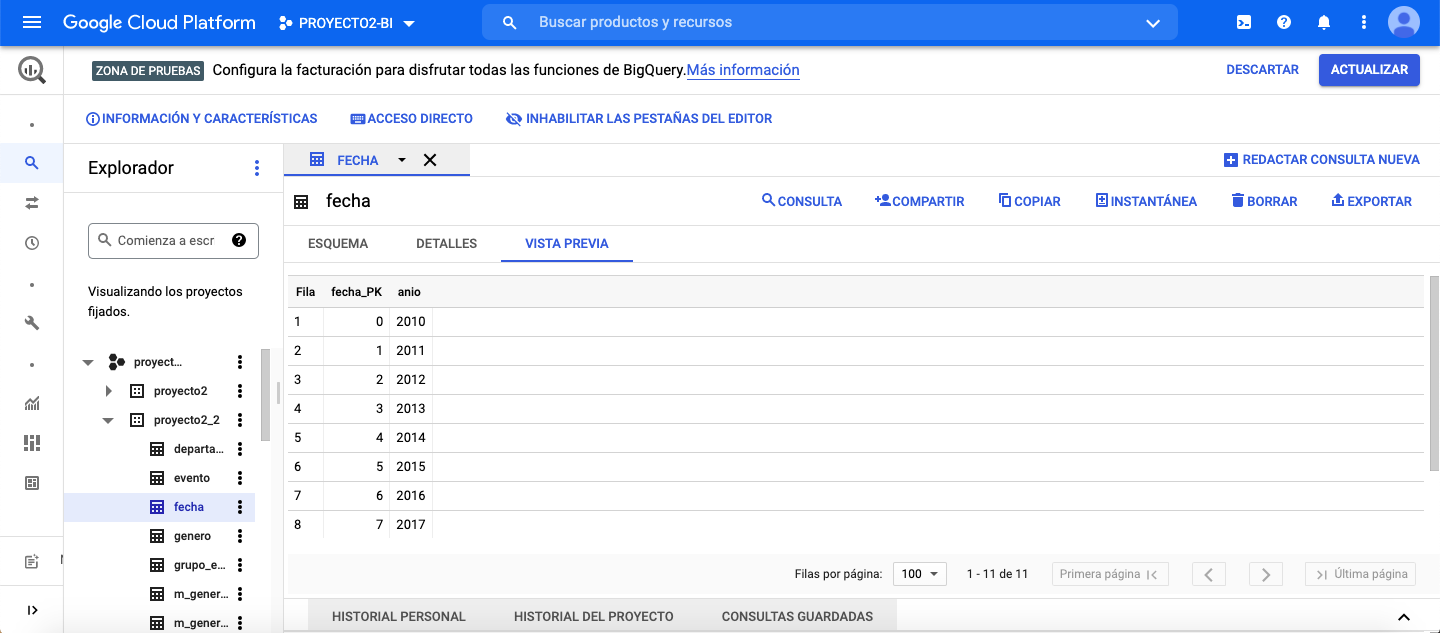 Google Cloud Platform PROYECTO2-BI Buscar productos y recursos
ZONA DE PRUEBAS Configura la facturación para disfrutar todas las funciones de BigQuery. Más información DESCARTAR ACTUALIZAR
INFORMACIÓN Y CARACTERÍSTICAS ACCESO DIRECTO INHABILITAR LAS PESTAÑAS DEL EDITOR
Explorador
FECHA REDACTAR CONSULTA NUEVA
fecha CONSULTA COMPARTIR COPIAR INSTANTÁNEA BORRAR EXPORTAR
Comienza a escr
ESQUEMA DETALLES VISTA PREVIA
Visualizando los proyectos
fijados.
proyect...
proyecto2
proyecto2_2
departa...
evento
fecha
genero
grupo_e...
m_gener...
m_gener...
Fila fecha_PK anio
1 0 2010
2 1 2011
3 2 2012
4 3 2013
5 4 2014
6 5 2015
7 6 2016
8 7 2017
Filas por página: 100 1 - 11 de 11 Primera página Última página
HISTORIAL PERSONAL HISTORIAL DEL PROYECTO CONSULTAS GUARDADAS